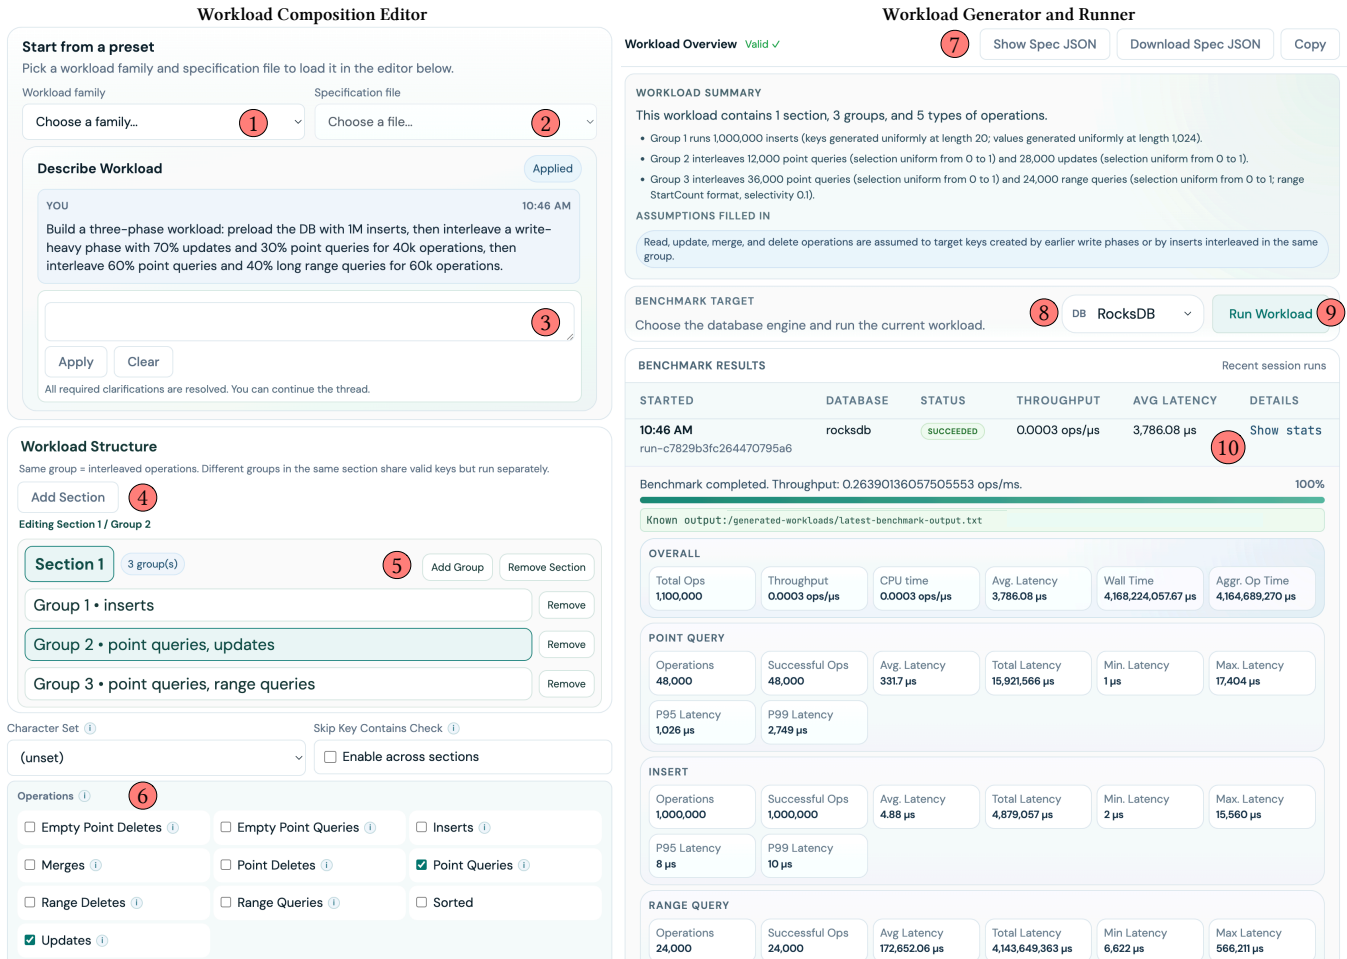 Workload Composition Editor
Start from a preset
Pick a workload family and specification file to load it in the editor below.
Workload family
Specification file
Choose a family...
1
Choose a file...
2
Describe Workload
Applied
YOU
10:46 AM
Build a three-phase workload: preload the DB with 1M inserts, then interleave a write-
heavy phase with 70% updates and 30% point queries for 40k operations, then
interleave 60% point queries and 40% long range queries for 60k operations.
3
Apply
Clear
All required clarifications are resolved. You can continue the thread.
Workload Structure
Same group = interleaved operations. Different groups in the same section share valid keys but run separately.
Add Section
4
Editing Section 1 / Group 2
Section 1
3 group(s)
5
Add Group
Remove Section
Group 1 • inserts
Remove
Group 2 • point queries, updates
Remove
Group 3 • point queries, range queries
Remove
Character Set i
Skip Key Contains Check i
(unset)
Enable across sections
Operations i
6
Empty Point Deletes i
Empty Point Queries i
Inserts i
Merges i
Point Deletes i
Point Queries i
Range Deletes i
Range Queries i
Sorted
Updates i
Workload Generator and Runner
Workload Overview Valid ✓
7
Show Spec JSON
Download Spec JSON
Copy
WORKLOAD SUMMARY
This workload contains 1 section, 3 groups, and 5 types of operations.
• Group 1 runs 1,000,000 inserts (keys generated uniformly at length 20; values generated uniformly at length 1,024).
• Group 2 interleaves 12,000 point queries (selection uniform from 0 to 1) and 28,000 updates (selection uniform from 0 to 1).
• Group 3 interleaves 36,000 point queries (selection uniform from 0 to 1) and 24,000 range queries (selection uniform from 0 to 1; range
StartCount format, selectivity 0.1).
ASSUMPTIONS FILLED IN
Read, update, merge, and delete operations are assumed to target keys created by earlier write phases or by inserts interleaved in the same
group.
BENCHMARK TARGET
Choose the database engine and run the current workload.
8
DB RocksDB
Run Workload
9
BENCHMARK RESULTS
Recent session runs
STARTED DATABASE STATUS THROUGHPUT AVG LATENCY DETAILS
10:46 AM rocksdb SUCCEEDED 0.0003 ops/µs 3,786.08 µs Show stats
run-c7829b3fc264470795a6
10
Benchmark completed. Throughput: 0.26390136057505553 ops/ms.
100%
Known output:/generated-workloads/latest-benchmark-output.txt
OVERALL
Total Ops Throughput CPU time Avg. Latency Wall Time Aggr. Op Time
1,100,000 0.0003 ops/µs 0.0003 ops/µs 3,786.08 µs 4,168,224,057.67 µs 4,164,689,270 µs
POINT QUERY
Operations Successful Ops Avg. Latency Total Latency Min. Latency Max. Latency
48,000 48,000 331.7 µs 15,921,566 µs 1 µs 17,404 µs
P95 Latency P99 Latency
1,026 µs 2,749 µs
INSERT
Operations Successful Ops Avg. Latency Total Latency Min. Latency Max. Latency
1,000,000 1,000,000 4.88 µs 4,879,057 µs 2 µs 15,560 µs
P95 Latency P99 Latency
8 µs 10 µs
RANGE QUERY
Operations Successful Ops Avg Latency Total Latency Min Latency Max Latency
24,000 24,000 172,652.06 µs 4,143,649,363 µs 6,622 µs 566,211 µs